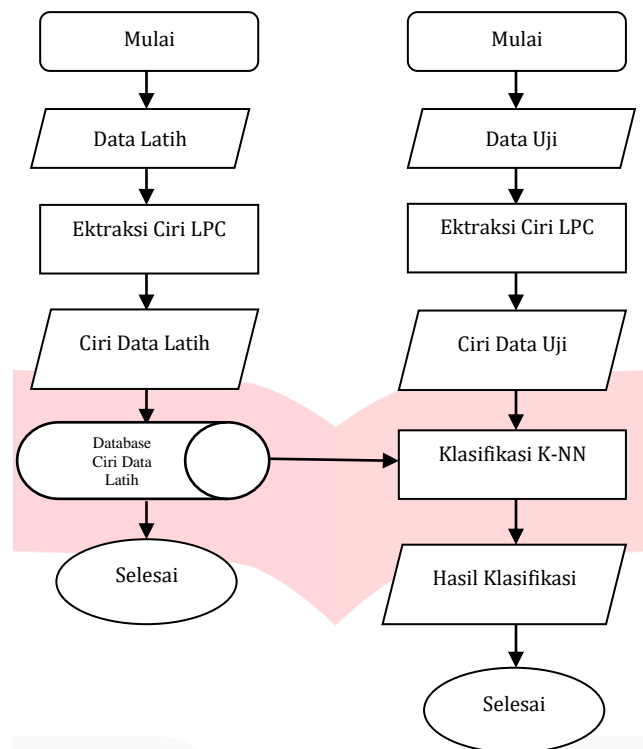 Mulai
Data Latih
Ektraksi Ciri LPC
Ciri Data Latih
Database
Ciri Data
Latih
Selesai
Mulai
Data Uji
Ektraksi Ciri LPC
Ciri Data Uji
Klasifikasi K-NN
Hasil Klasifikasi
Selesai